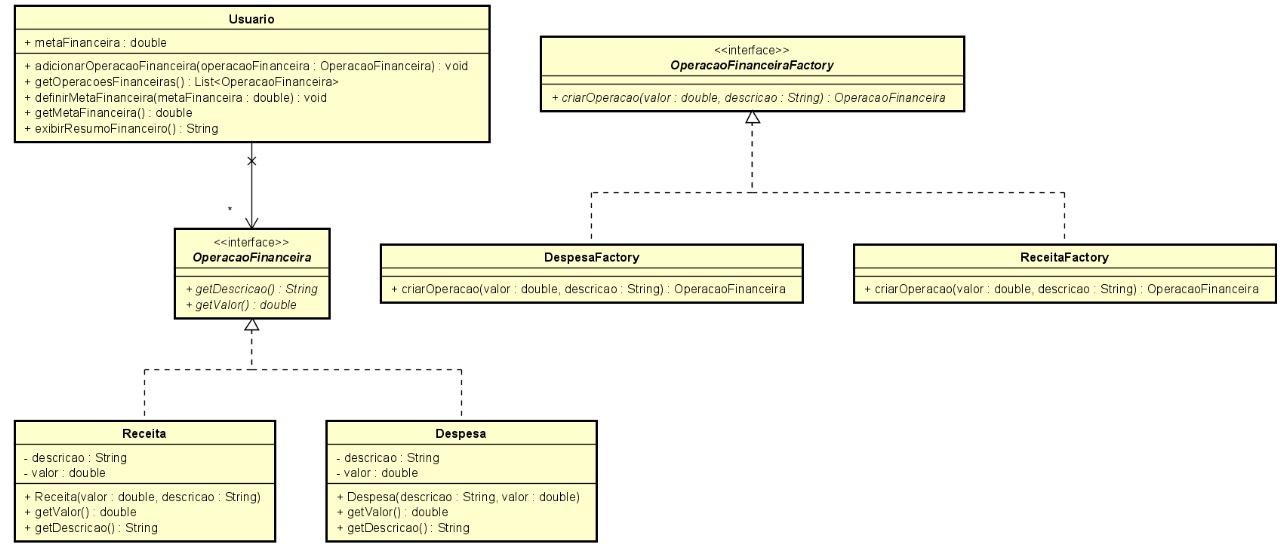 Usuario
+ metaFinanceira : double
+ adicionarOperacaoFinanceira(operacaoFinanceira : OperacaoFinanceira) : void
+ getOperacoesFinanceiras() : List<OperacaoFinanceira>
+ definirMetaFinanceira(metaFinanceira : double) : void
+ getMetaFinanceira() : double
+ exibirResumoFinanceiro() : String
<<interface>>
OperacaoFinanceiraFactory
+ criarOperacao(valor : double, descricao : String) : OperacaoFinanceira
*
<<interface>>
OperacaoFinanceira
+ getDescricao() : String
+ getValor() : double
DespesaFactory
+ criarOperacao(valor : double, descricao : String) : OperacaoFinanceira
ReceitaFactory
+ criarOperacao(valor : double, descricao : String) : OperacaoFinanceira
Receita
- descricao : String
- valor : double
+ Receita(valor : double, descricao : String)
+ getValor() : double
+ getDescricao() : String
Despesa
- descricao : String
- valor : double
+ Despesa(descricao : String, valor : double)
+ getValor() : double
+ getDescricao() : String